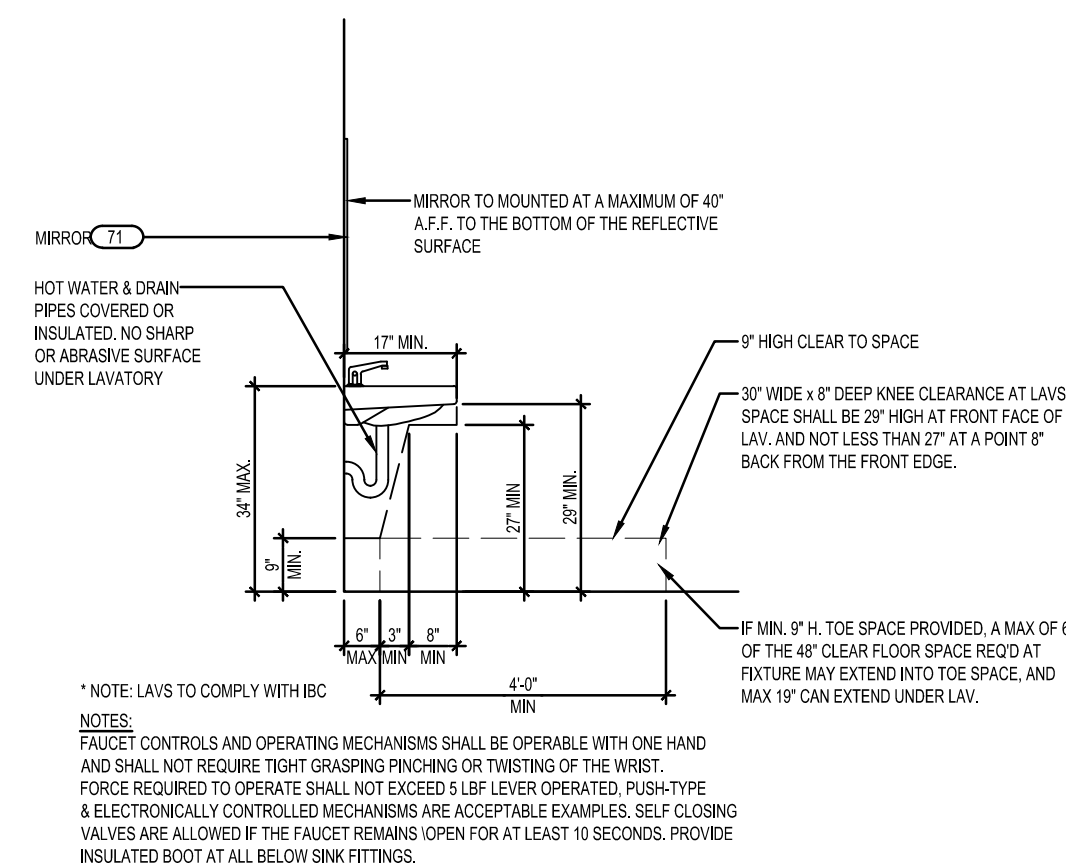 MIRROR TO MOUNTED AT A MAXIMUM OF 40"
A.F.F. TO THE BOTTOM OF THE REFLECTIVE
SURFACE
MIRROR 71
HOT WATER & DRAIN
PIPES COVERED OR
INSULATED. NO SHARP
OR ABRASIVE SURFACE
UNDER LAVATORY
17" MIN.
9" HIGH CLEAR TO SPACE
30" WIDE x 8" DEEP KNEE CLEARANCE AT LAVS
SPACE SHALL BE 29" HIGH AT FRONT FACE OF
LAV. AND NOT LESS THAN 27" AT A POINT 8"
BACK FROM THE FRONT EDGE.
34" MAX.
9"
MIN.
27" MIN
29" MIN.
6"
MAX
3"
MIN
8"
MIN
4'-0"
MIN
IF MIN. 9" H. TOE SPACE PROVIDED, A MAX OF 6
OF THE 48" CLEAR FLOOR SPACE REQ'D AT
FIXTURE MAY EXTEND INTO TOE SPACE, AND
MAX 19" CAN EXTEND UNDER LAV.
* NOTE: LAVS TO COMPLY WITH IBC
NOTES:
FAUCET CONTROLS AND OPERATING MECHANISMS SHALL BE OPERABLE WITH ONE HAND
AND SHALL NOT REQUIRE TIGHT GRASPING PINCHING OR TWISTING OF THE WRIST.
FORCE REQUIRED TO OPERATE SHALL NOT EXCEED 5 LBF LEVER OPERATED, PUSH-TYPE
& ELECTRONICALLY CONTROLLED MECHANISMS ARE ACCEPTABLE EXAMPLES. SELF CLOSING
VALVES ARE ALLOWED IF THE FAUCET REMAINS \OPEN FOR AT LEAST 10 SECONDS. PROVIDE
INSULATED BOOT AT ALL BELOW SINK FITTINGS.